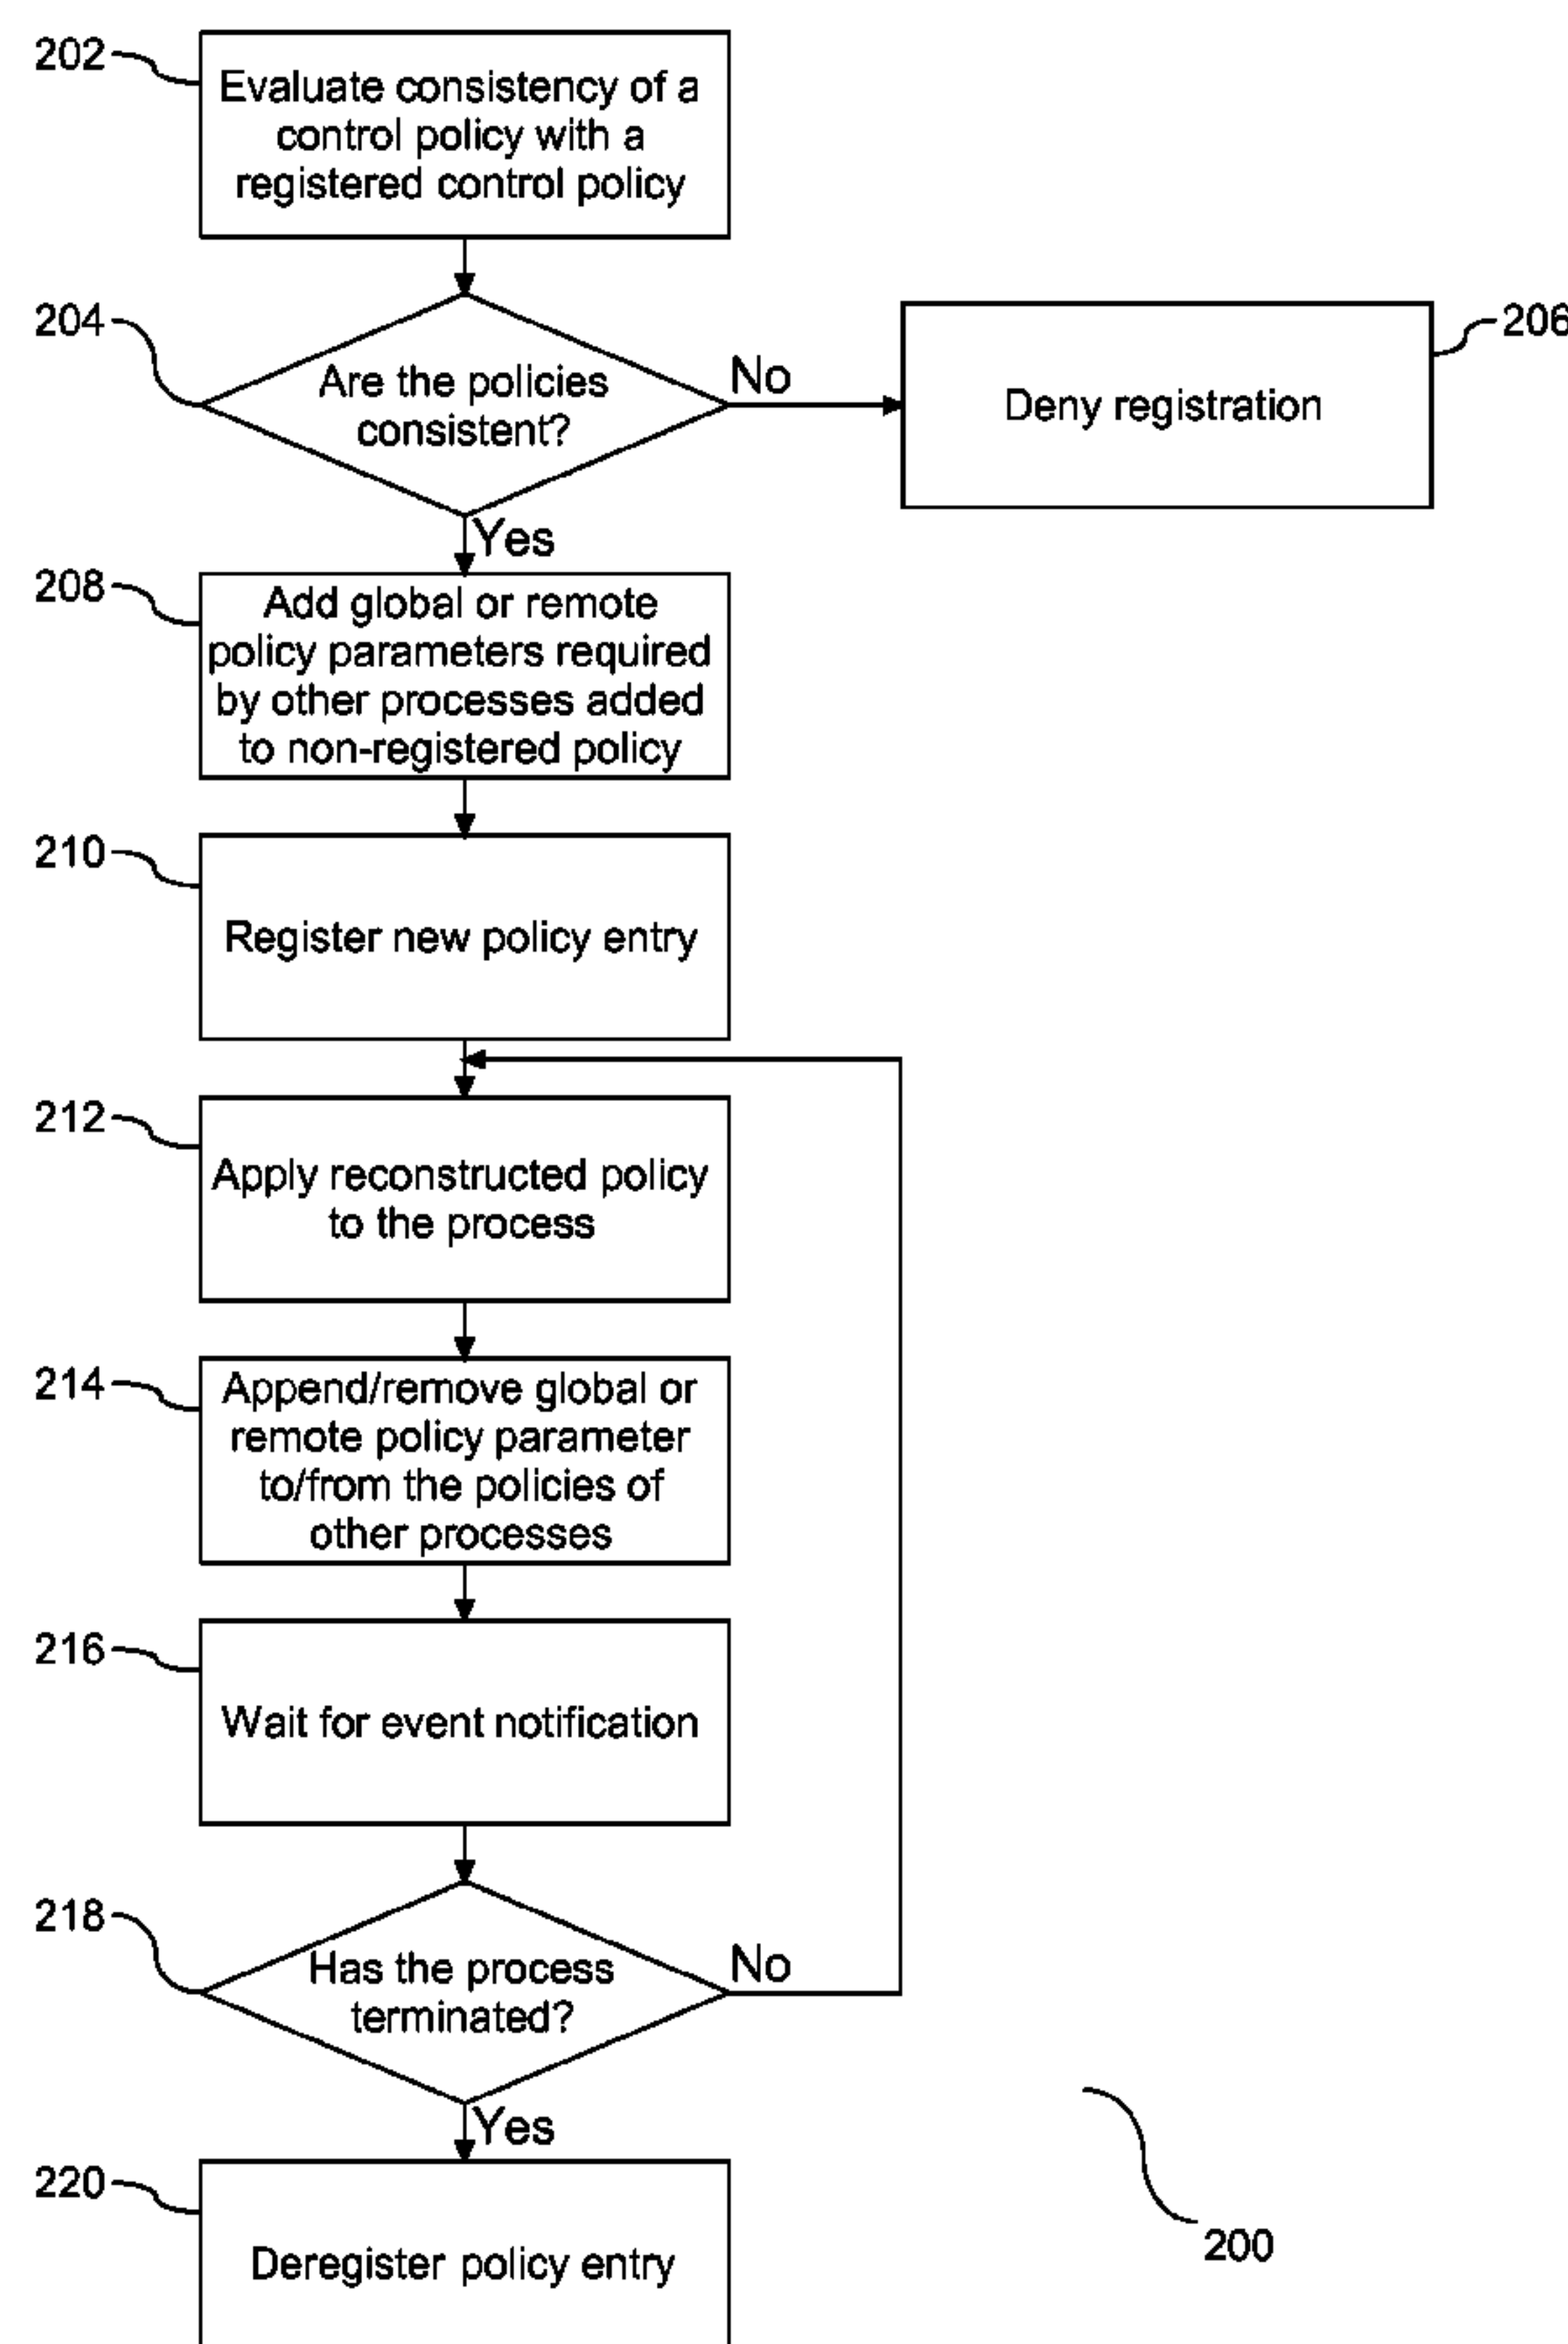 202
Evaluate consistency of a
control policy with a
registered control policy
204
Are the policies
consistent?
No
206
Deny registration
Yes
208
Add global or remote
policy parameters required
by other processes added
to non-registered policy
210
Register new policy entry
212
Apply reconstructed policy
to the process
214
Append/remove global or
remote policy parameter
to/from the policies of
other processes
216
Wait for event notification
218
Has the process
terminated?
No
Yes
220
Deregister policy entry
200